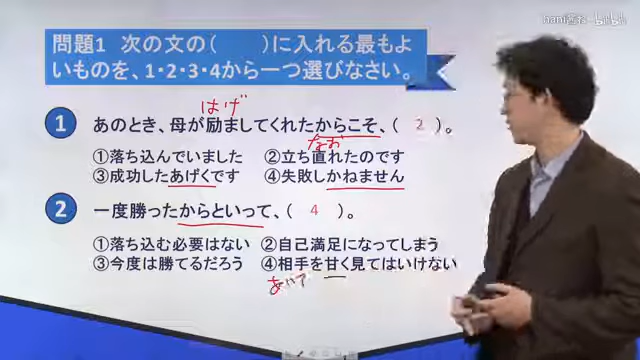 問題1 次の文の( )に入れる最もよ
いものを、1・2・3・4から一つ選びなさい。
はげ
1 あのとき、母が励ましてくれたからこそ、( 2 )。
なお
①落ち込んでいました ②立ち直れたのです
③成功したあげくです ④失敗しかねません
2 一度勝ったからといって、( 4 )。
①落ち込む必要はない ②自己満足になってしまう
③今度は勝てるだろう ④相手を甘く見てはいけない
あいて
bilibili